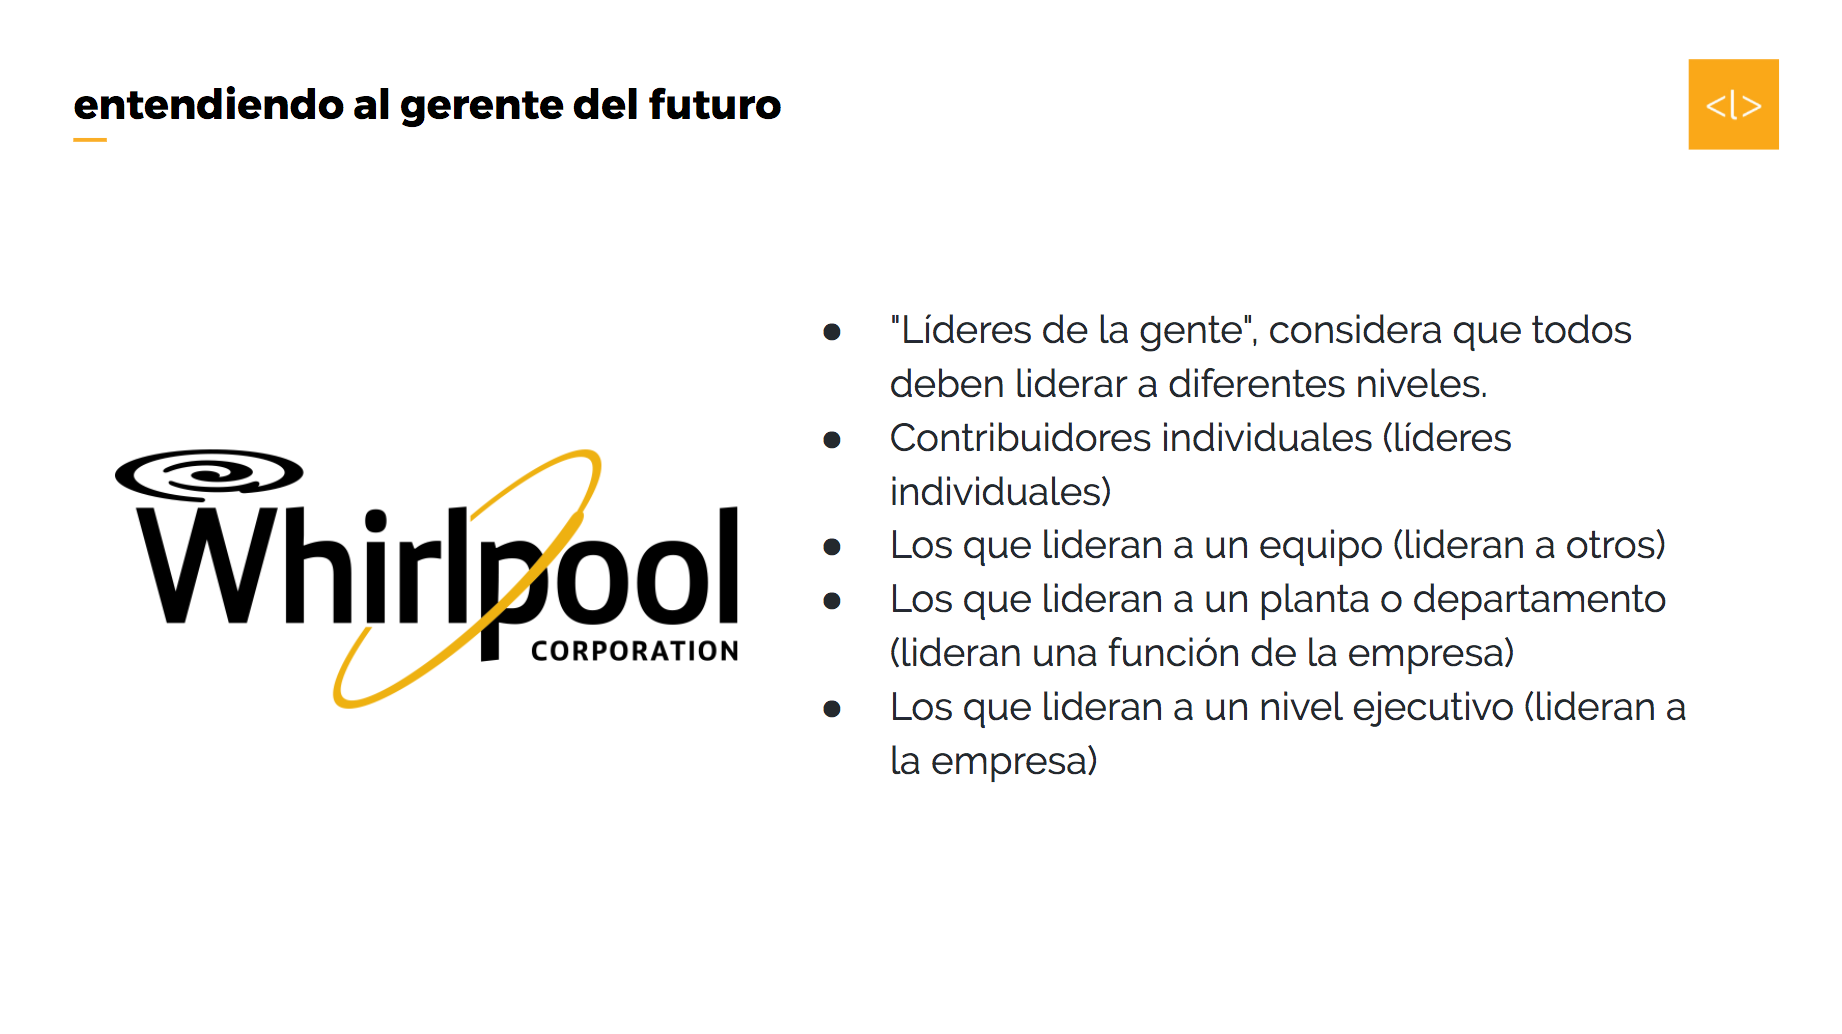 entendiendo al gerente del futuro
<l>
Whirlpool
CORPORATION
● "Líderes de la gente", considera que todos
deben liderar a diferentes niveles.
● Contribuidores individuales (líderes
individuales)
● Los que lideran a un equipo (lideran a otros)
● Los que lideran a un planta o departamento
(lideran una función de la empresa)
● Los que lideran a un nivel ejecutivo (lideran a
la empresa)